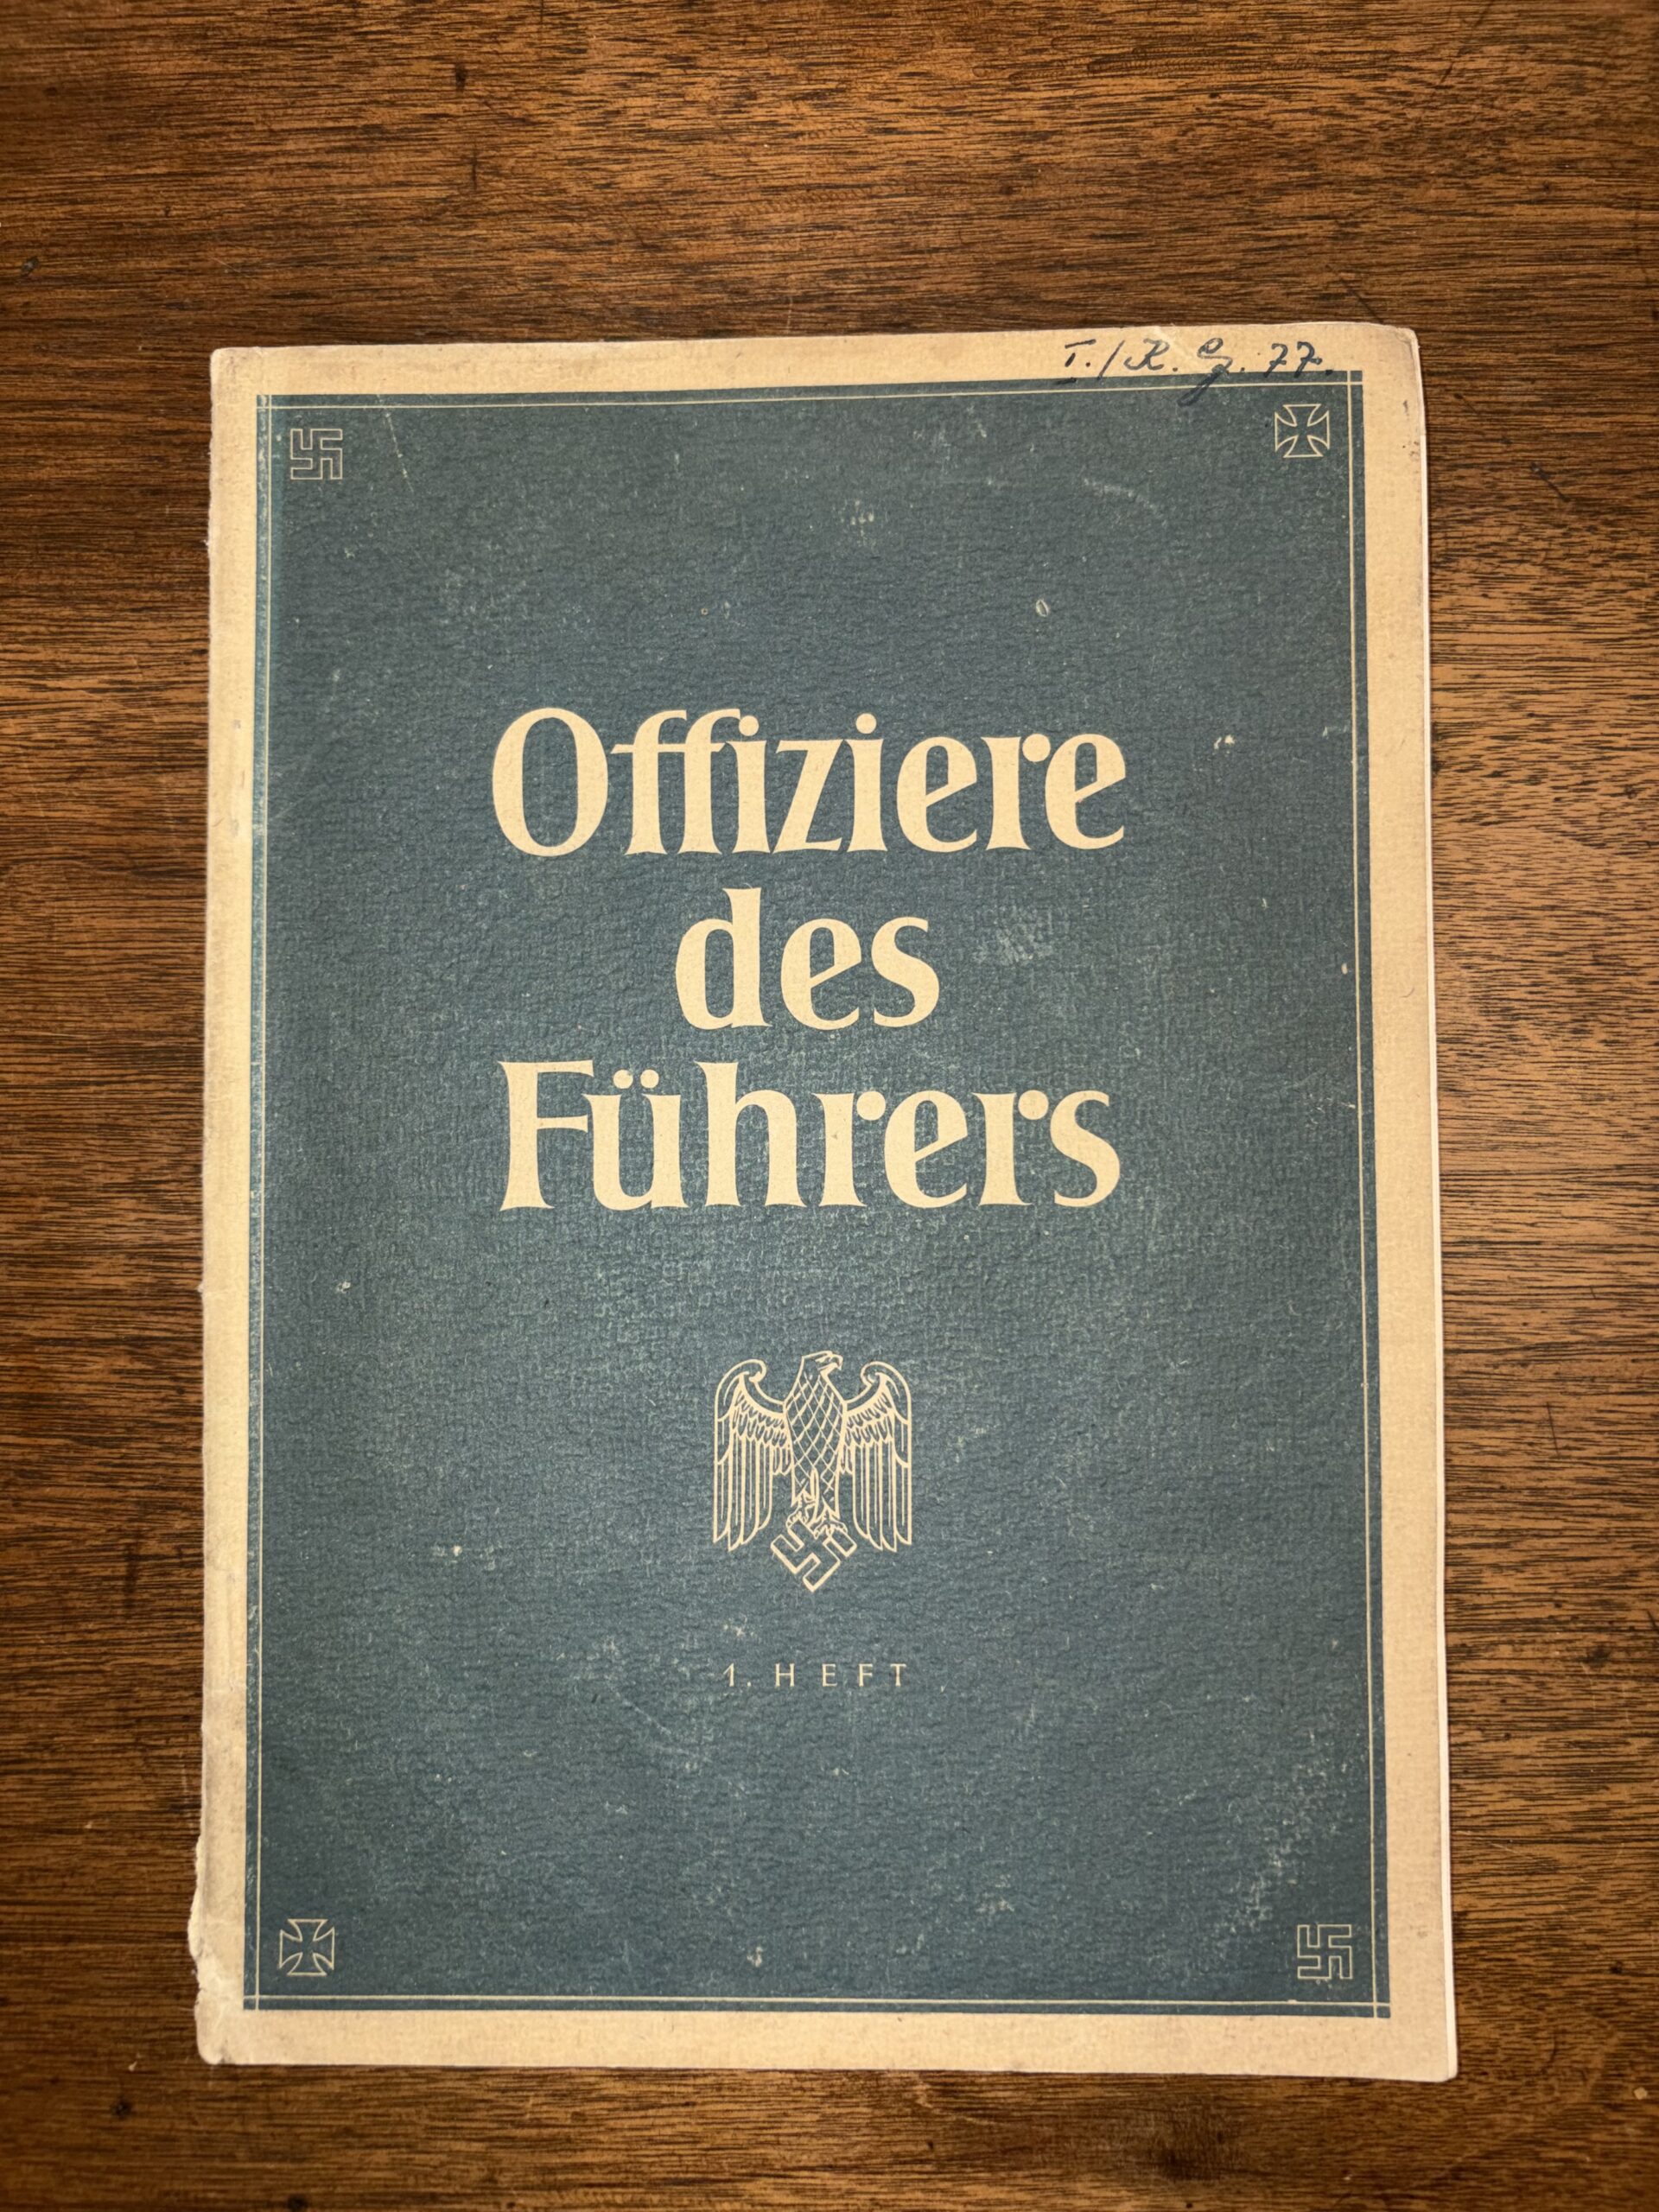 I./K. G. 77.
Offiziere
des
Führers
1. HEFT